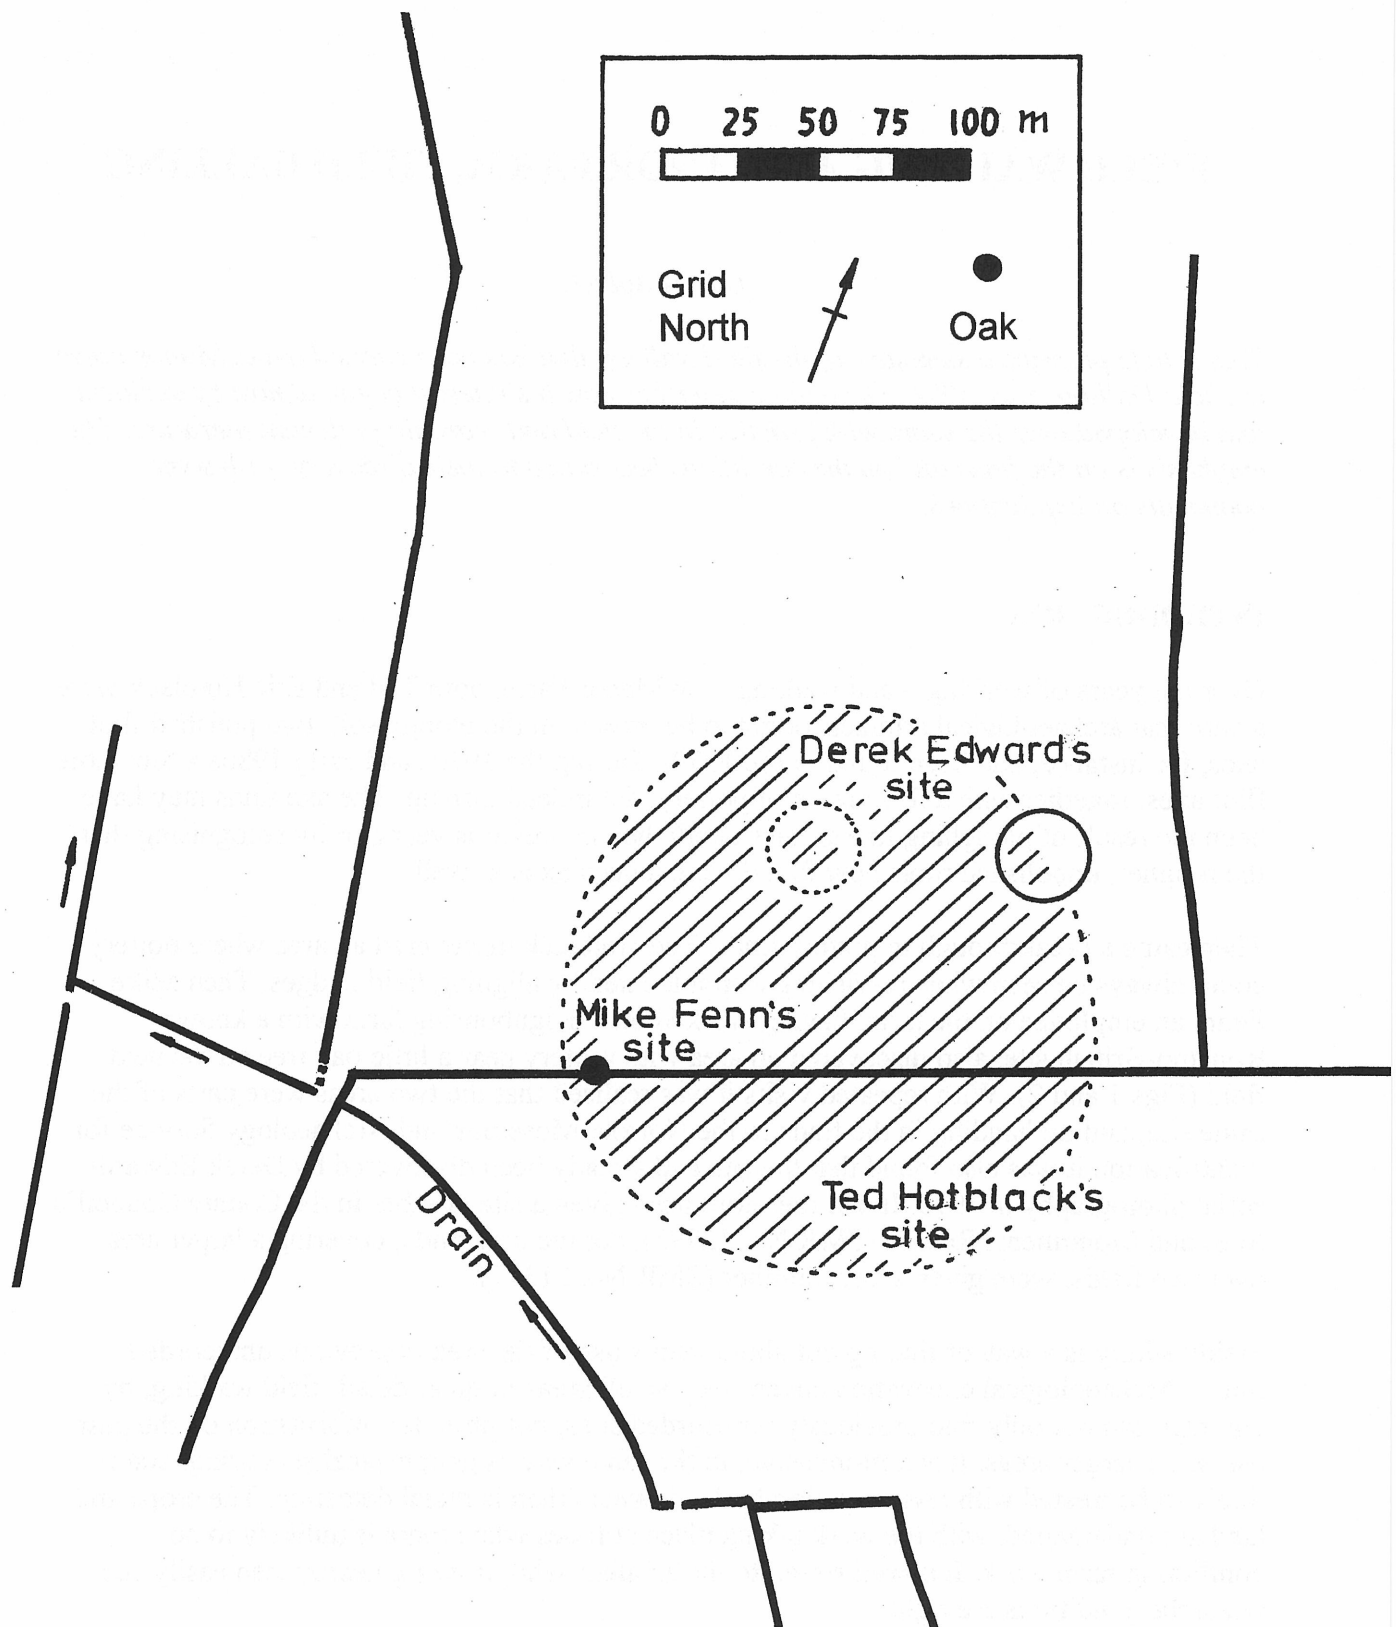 0 25 50 75 100 m
Grid
North
Oak
Derek Edward's
site
Mike Fenn's
site
Ted Hotblack's
site
Drain